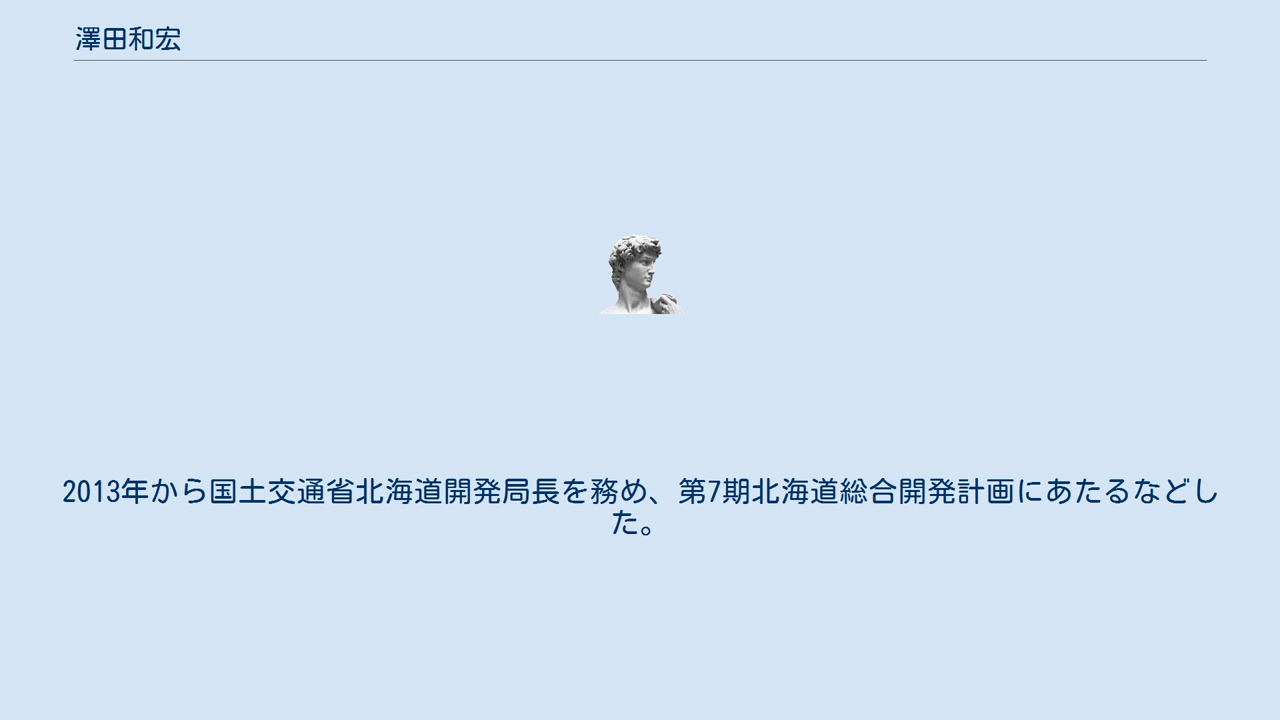 澤田和宏
2013年から国土交通省北海道開発局長を務め、第7期北海道総合開発計画にあたるなどし
た。